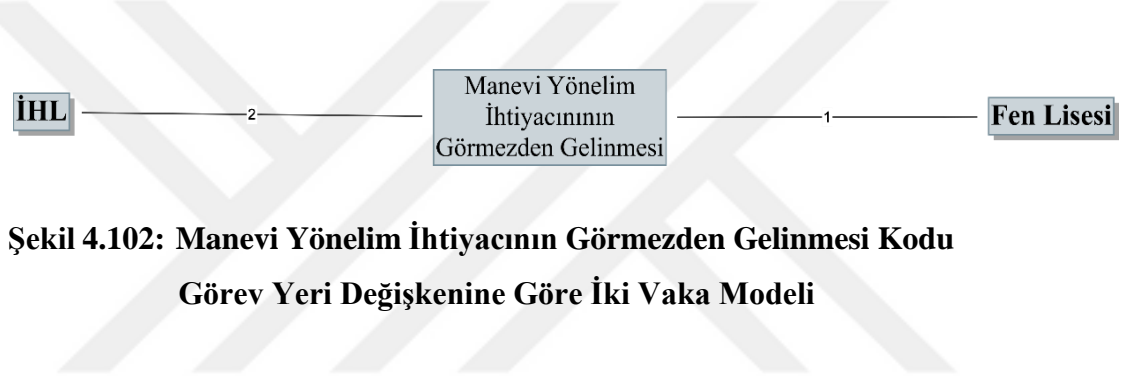 İHL
2
Manevi Yönelim
İhtiyacınının
Görmezden Gelinmesi
1
Fen Lisesi
Şekil 4.102: Manevi Yönelim İhtiyacının Görmezden Gelinmesi Kodu
Görev Yeri Değişkenine Göre İki Vaka Modeli